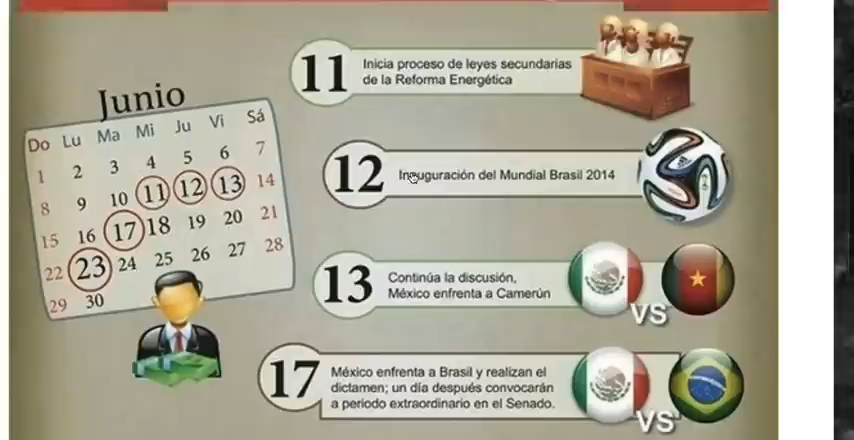 Junio
Do Lu Ma Mi Ju Vi Sá
1 2 3 4 5 6 7
8 9 10 11 12 13 14
15 16 17 18 19 20 21
22 23 24 25 26 27 28
29 30
11 Inicia proceso de leyes secundarias
de la Reforma Energética
12 Inauguración del Mundial Brasil 2014
13 Continúa la discusión,
México enfrenta a Camerún
VS
17 México enfrenta a Brasil y realizan el
dictamen; un día después convocarán
a periodo extraordinario en el Senado.
VS